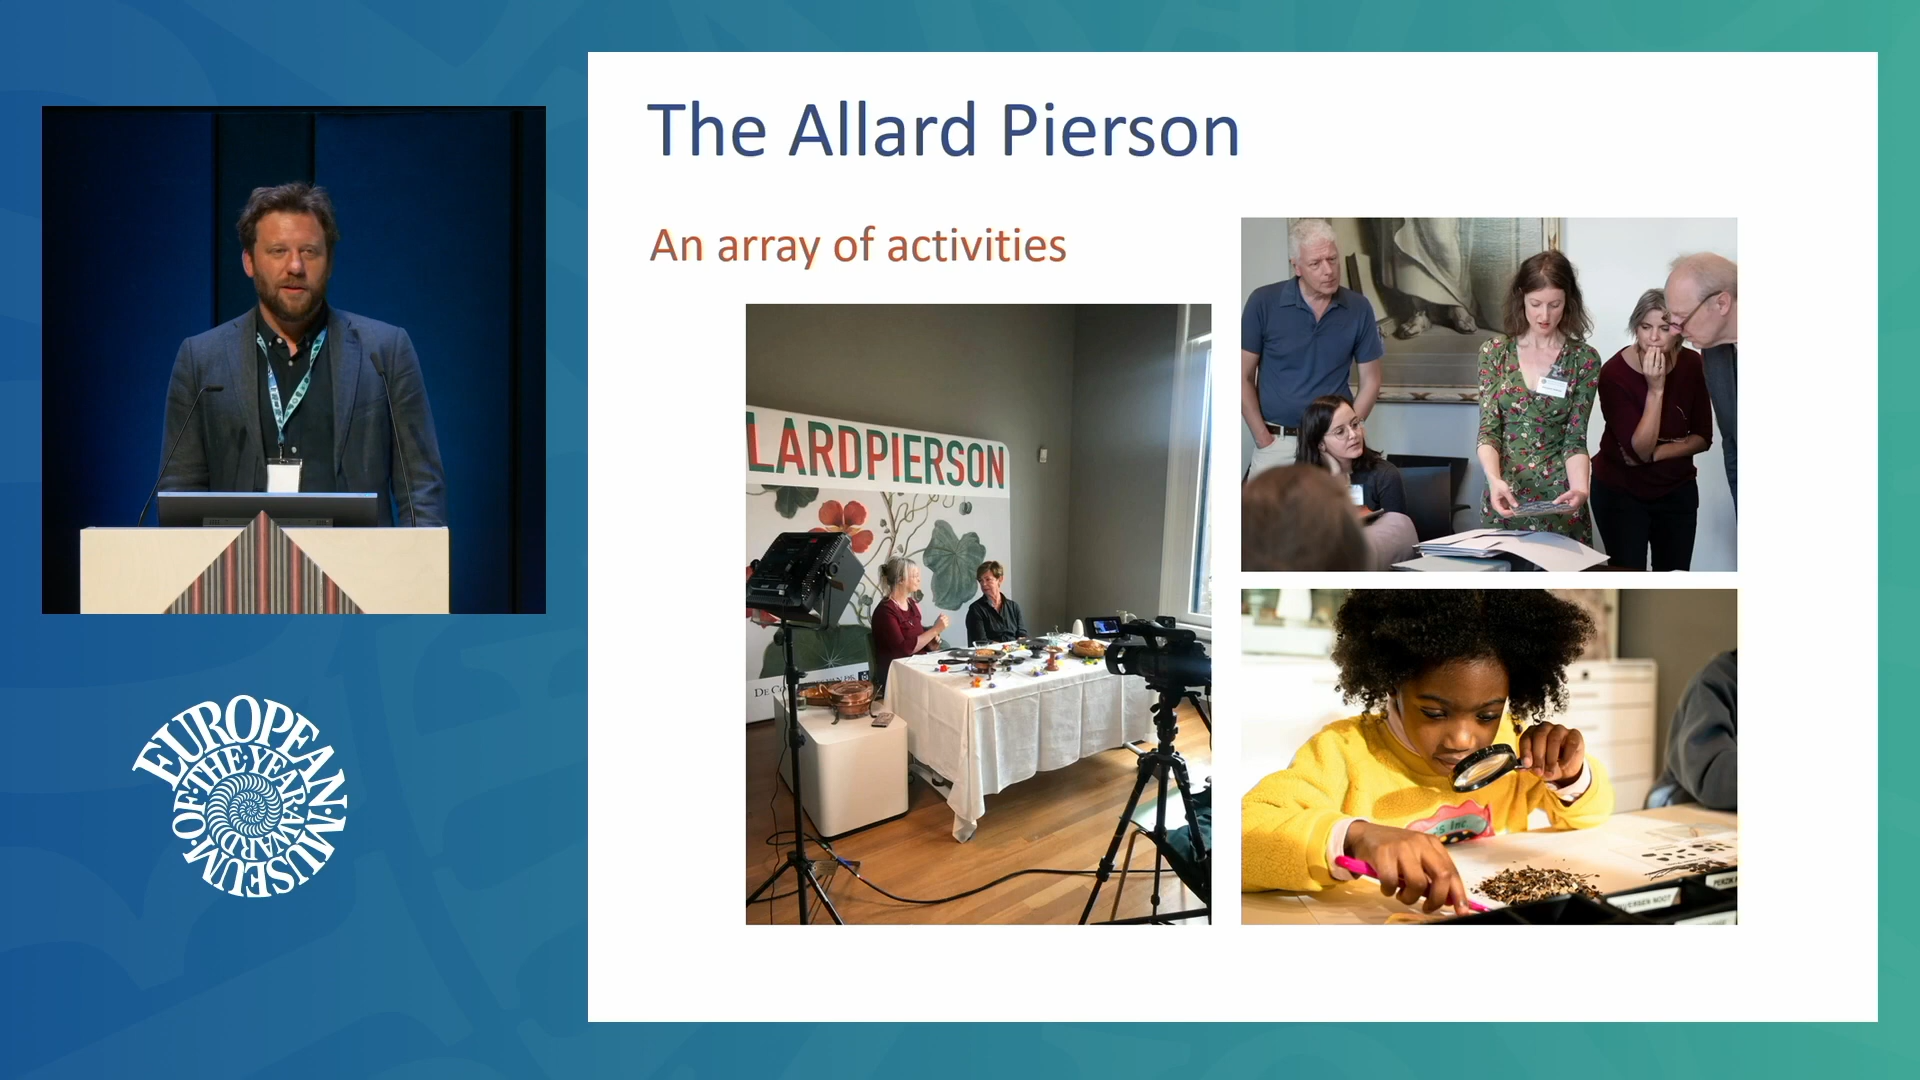 The Allard Pierson
An array of activities
LARDPIERSON
EUROPEAN·MUSEUM·OF·THE·YEAR·AWARD